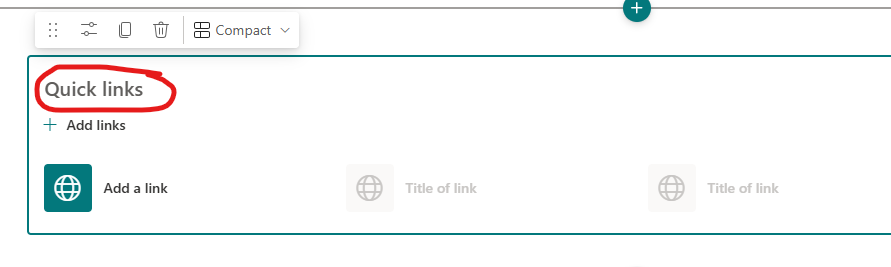 Compact
Quick links
Add links
Add a link
Title of link
Title of link